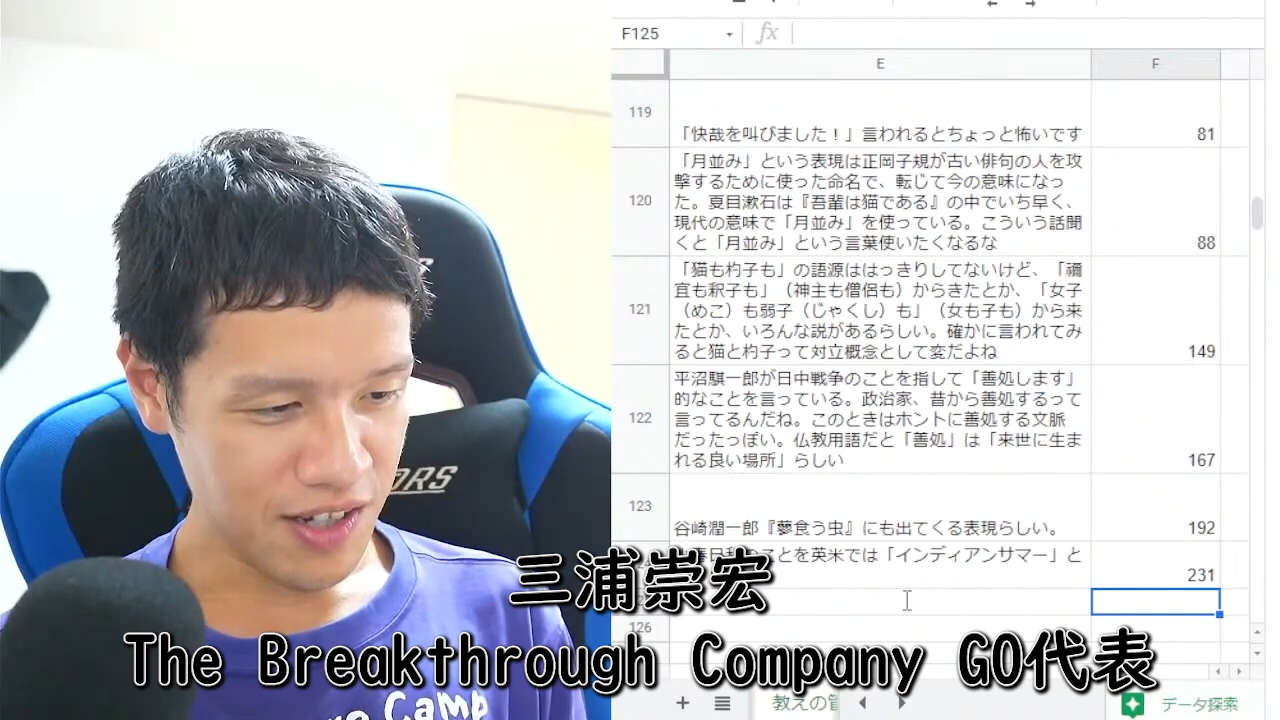 F125
fx
E
F
119
「快哉を叫びました！」言われるとちょっと怖いです
81
120
「月並み」という表現は正岡子規が古い俳句の人を攻
撃するために使った命名で、転じて今の意味になっ
た。夏目漱石は『吾輩は猫である』の中でいち早く、
現代の意味で「月並み」を使っている。こういう話聞
くと「月並み」という言葉使いたくなるな
88
121
「猫も杓子も」の語源ははっきりしてないけど、「禰
宜も釈子も」（神主も僧侶も）からきたとか、「女子
（めこ）も弱子（じゃくし）も」（女も子も）から来
たとか、いろんな説があるらしい。確かに言われてみ
ると猫と杓子って対立概念として変だよね
149
122
平沼騏一郎が日中戦争のことを指して「善処します」
的なことを言っている。政治家、昔から善処するって
言ってるんだね。このときはホントに善処する文脈
だったっぽい。仏教用語だと「善処」は「来世に生ま
れる良い場所」らしい
167
123
谷崎潤一郎『蓼食う虫』にも出てくる表現らしい。
192
とを英米では「インディアンサマー」と
231
126
教えの
データ探索
DRS
Camp
三浦崇宏
The Breakthrough Company GO代表